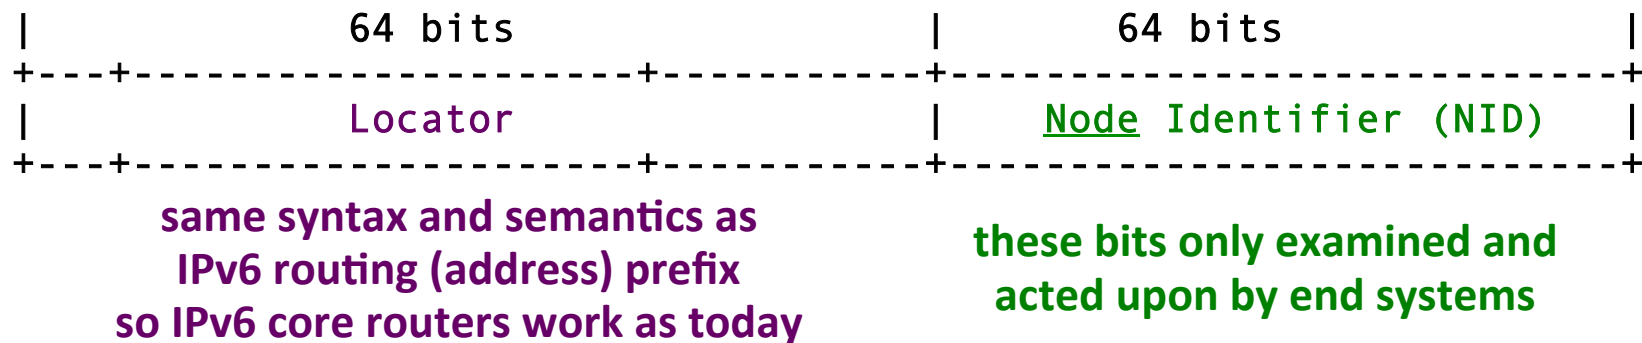 |             64 bits                 |       64 bits              |
+---+--------------------+-----------+----------------------------+
|             Locator                 |    Node Identifier (NID)   |
+---+--------------------+-----------+----------------------------+
same syntax and semantics as
IPv6 routing (address) prefix
so IPv6 core routers work as today
these bits only examined and
acted upon by end systems